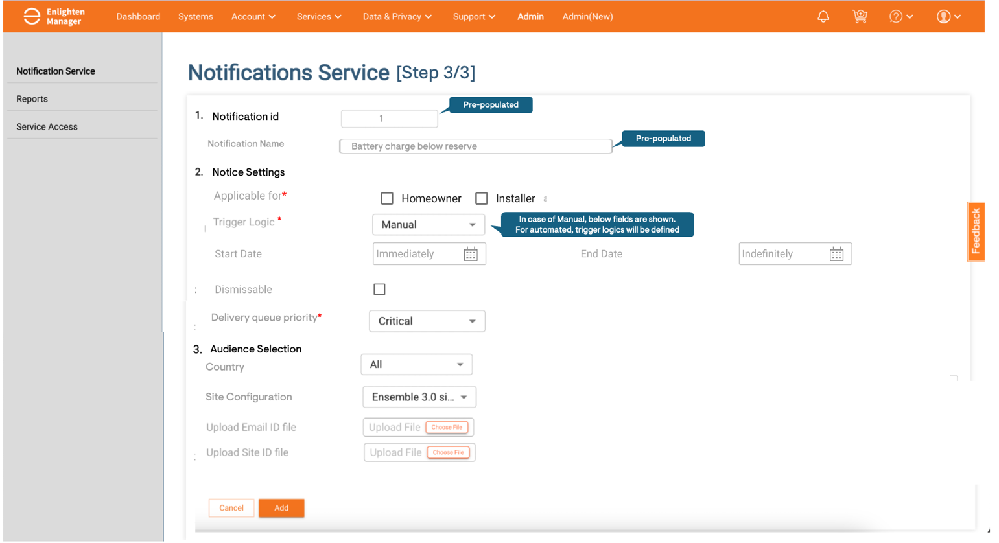 Enlighten Manager
Dashboard
Systems
Account
Services
Data & Privacy
Support
Admin
Admin(New)
Notification Service
Reports
Service Access
Notifications Service [Step 3/3]
1. Notification id
1
Pre-populated
Notification Name
Battery charge below reserve
Pre-populated
2. Notice Settings
Applicable for*
Homeowner
Installer
Trigger Logic *
Manual
In case of Manual, below fields are shown.
For automated, trigger logics will be defined
Start Date
Immediately
End Date
Indefinitely
Dismissable
Delivery queue priority*
Critical
3. Audience Selection
Country
All
Site Configuration
Ensemble 3.0 si...
Upload Email ID file
Upload File
Choose File
Upload Site ID file
Upload File
Choose File
Cancel
Add
Feedback